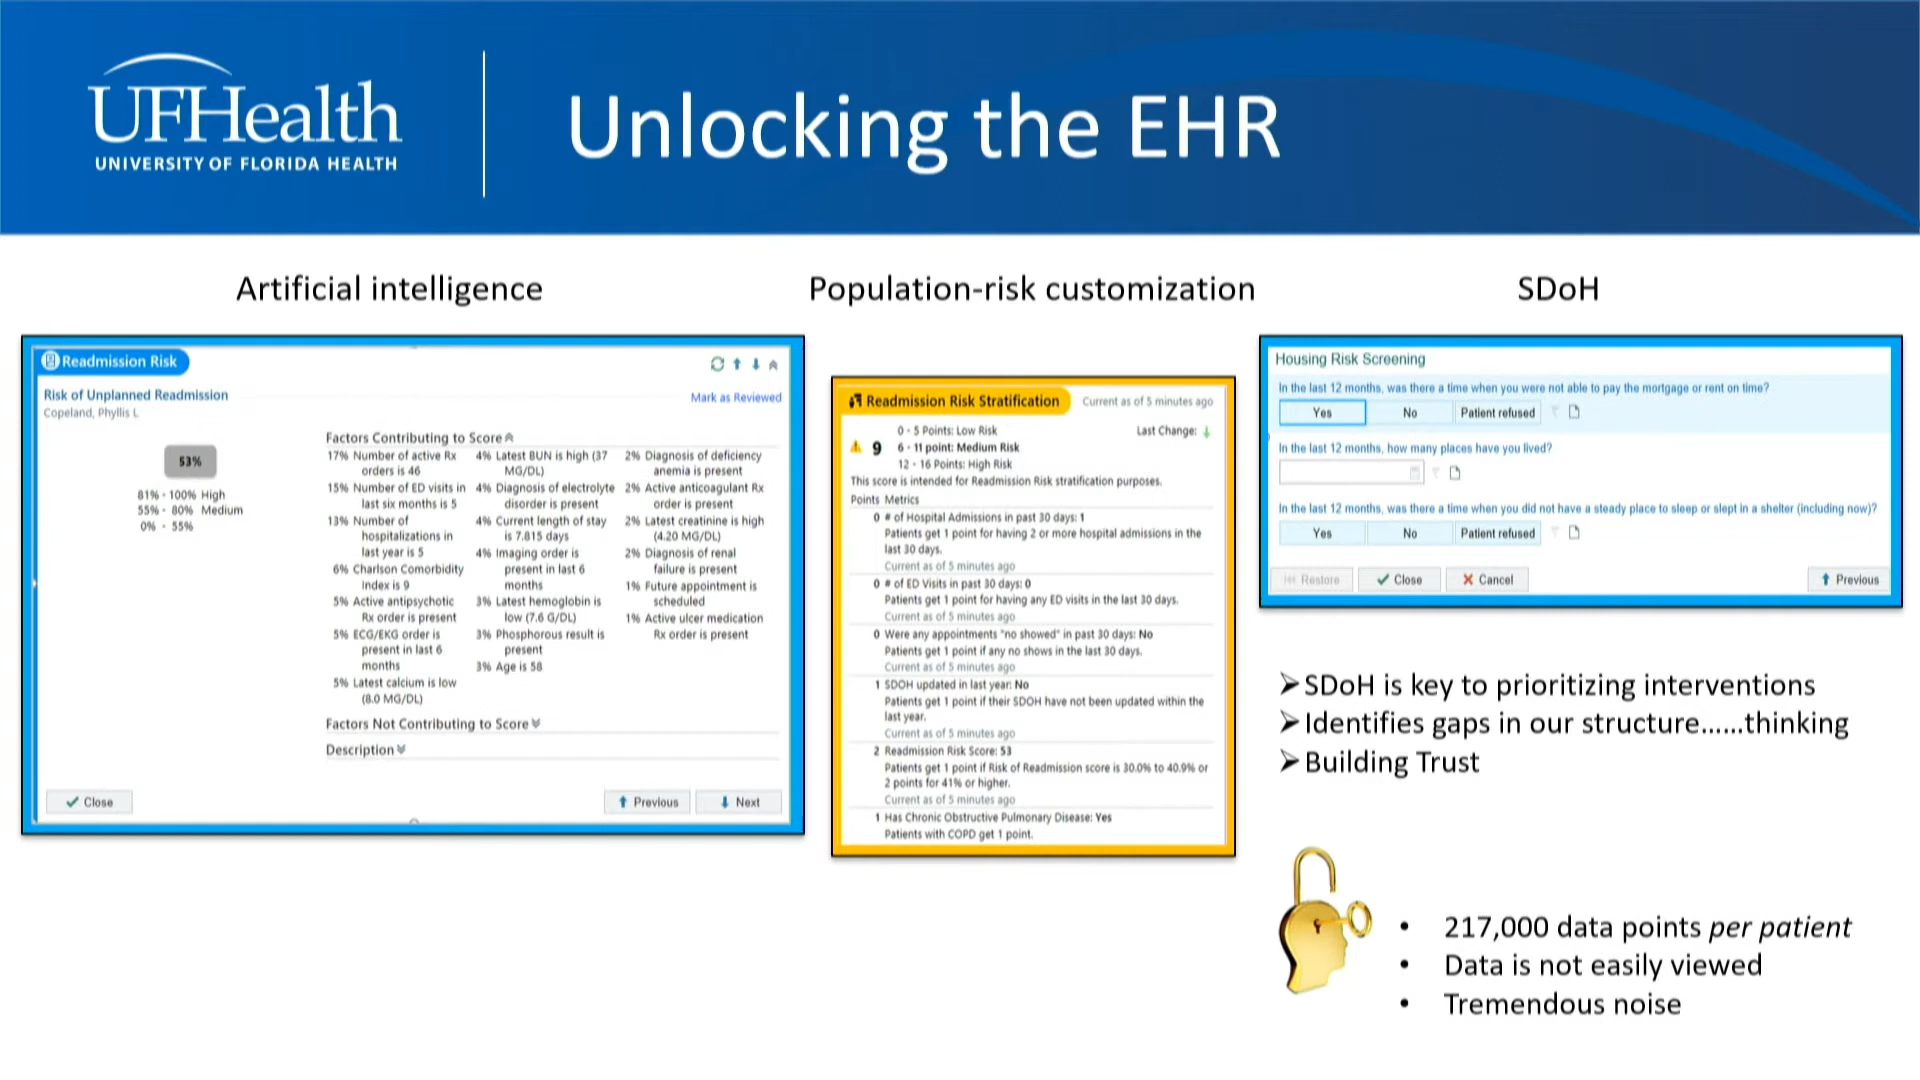 UFHealth
UNIVERSITY OF FLORIDA HEALTH
Unlocking the EHR
Artificial intelligence
Readmission Risk
Risk of Unplanned Readmission
Mark as Reviewed
Copeland, Phyllis L
53%
81% - 100% High
55% - 80% Medium
0% - 55%
Factors Contributing to Score
17% Number of active Rx
orders is 46
15% Number of ED visits in
last six months is 5
13% Number of
hospitalizations in
last year is 5
6% Charlson Comorbidity
Index is 9
5% Active antipsychotic
Rx order is present
5% ECG/EKG order is
present in last 6
months
5% Latest calcium is low
(8.0 MG/DL)
4% Latest BUN is high (37
MG/DL)
4% Diagnosis of electrolyte
disorder is present
4% Current length of stay
is 7.815 days
4% Imaging order is
present in last 6
months
3% Latest hemoglobin is
low (7.6 G/DL)
3% Phosphorous result is
present
3% Age is 58
2% Diagnosis of deficiency
anemia is present
2% Active anticoagulant Rx
order is present
2% Latest creatinine is high
(4.20 MG/DL)
2% Diagnosis of renal
failure is present
1% Future appointment is
scheduled
1% Active ulcer medication
Rx order is present
Factors Not Contributing to Score
Description
Close
Previous
Next
Population-risk customization
Readmission Risk Stratification
Current as of 5 minutes ago
9
0 - 5 Points: Low Risk
6 - 11 point: Medium Risk
12 - 16 Points: High Risk
Last Change:
This score is intended for Readmission Risk stratification purposes.
Points Metrics
0 # of Hospital Admissions in past 30 days: 1
Patients get 1 point for having 2 or more hospital admissions in the
last 30 days.
Current as of 5 minutes ago
0 # of ED Visits in past 30 days: 0
Patients get 1 point for having any ED visits in the last 30 days.
Current as of 5 minutes ago
0 Were any appointments "no showed" in past 30 days: No
Patients get 1 point if any no shows in the last 30 days.
Current as of 5 minutes ago
1 SDOH updated in last year: No
Patients get 1 point if their SDOH have not been updated within the
last year.
Current as of 5 minutes ago
2 Readmission Risk Score: 53
Patients get 1 point if Risk of Readmission score is 30.0% to 40.9% or
2 points for 41% or higher.
Current as of 5 minutes ago
1 Has Chronic Obstructive Pulmonary Disease: Yes
Patients with COPD get 1 point.
SDoH
Housing Risk Screening
In the last 12 months, was there a time when you were not able to pay the mortgage or rent on time?
Yes No Patient refused
In the last 12 months, how many places have you lived?
In the last 12 months, was there a time when you did not have a steady place to sleep or slept in a shelter (including now)?
Yes No Patient refused
Restore Close Cancel Previous
➢SDoH is key to prioritizing interventions
➢Identifies gaps in our structure......thinking
➢Building Trust
• 217,000 data points per patient
• Data is not easily viewed
• Tremendous noise